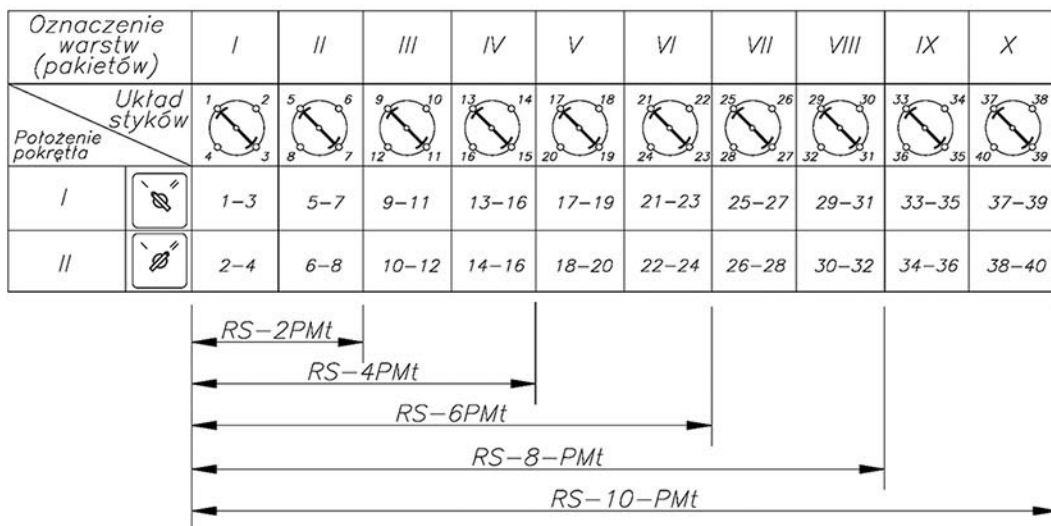 Oznaczenie
warstw
(pakietów)
I II III IV V VI VII VIII IX X
Układ
styków
Położenie
pokrętła
1 2 5 6 9 10 13 14 17 18 21 22 25 26 29 30 33 34 37 38
4 3 8 7 12 11 16 15 20 19 24 23 28 27 32 31 36 35 40 39
I 1-3 5-7 9-11 13-16 17-19 21-23 25-27 29-31 33-35 37-39
II 2-4 6-8 10-12 14-16 18-20 22-24 26-28 30-32 34-36 38-40
RS-2PMt
RS-4PMt
RS-6PMt
RS-8-PMt
RS-10-PMt